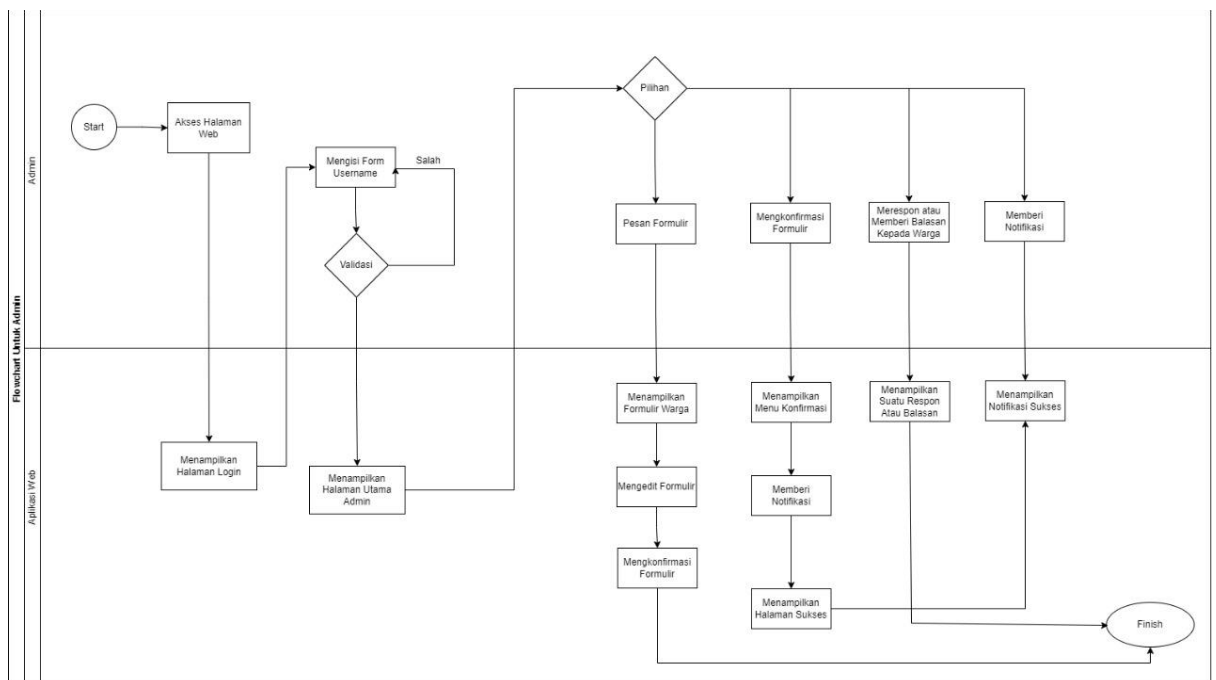 Flowchart Untuk Admin
Admin
Start
Akses Halaman
Web
Mengisi Form
Username
Salah
Validasi
Pilihan
Pesan Formulir
Mengkonfirmasi
Formulir
Merespon atau
Memberi Balasan
Kepada Warga
Memberi
Notifikasi
Aplikasi Web
Menampilkan
Halaman Login
Menampilkan
Halaman Utama
Admin
Menampilkan
Formulir Warga
Mengedit Formulir
Mengkonfirmasi
Formulir
Menampilkan
Menu Konfirmasi
Memberi
Notifikasi
Menampilkan
Halaman Sukses
Menampilkan
Suatu Respon
Atau Balasan
Menampilkan
Notifikasi Sukses
Finish